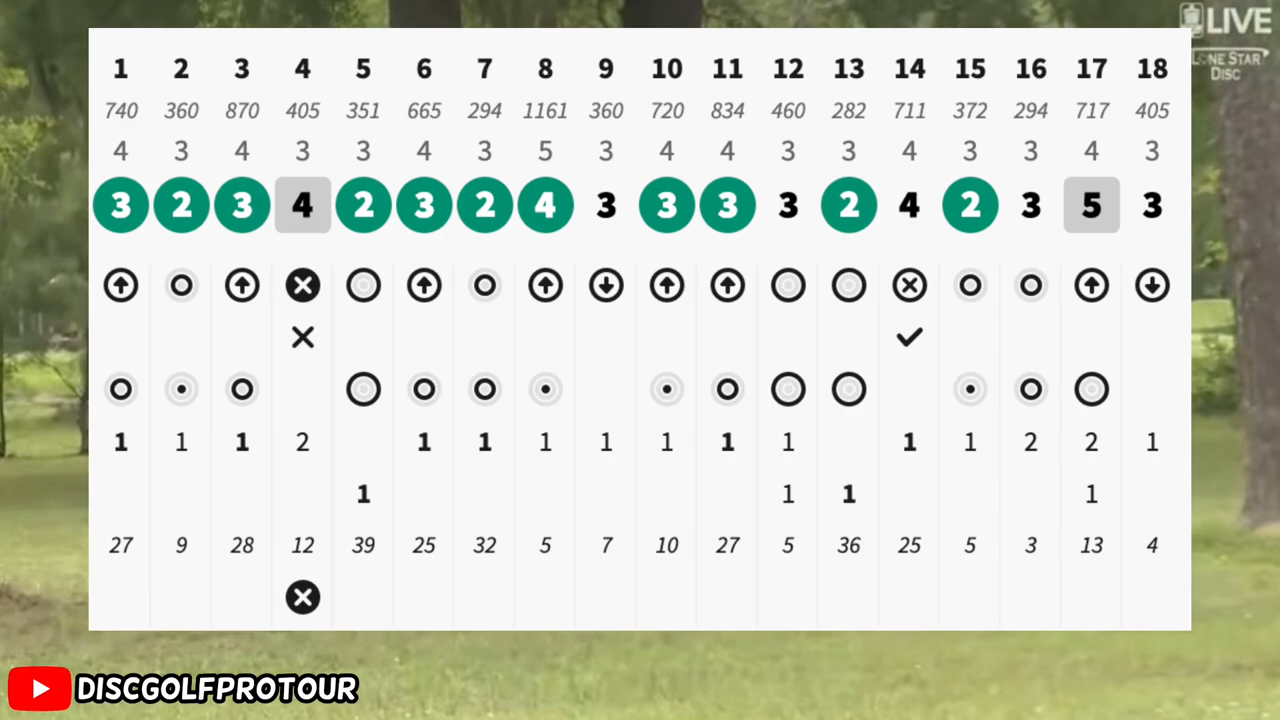 LIVE
LONE STAR
DISC
1 2 3 4 5 6 7 8 9 10 11 12 13 14 15 16 17 18
740 360 870 405 351 665 294 1161 360 720 834 460 282 711 372 294 717 405
4 3 4 3 3 4 3 5 3 4 4 3 3 4 3 3 4 3
3 2 3 4 2 3 2 4 3 3 3 3 2 4 2 3 5 3
1 1 1 2 1 1 1 1 1 1 1 1 1 2 2 1
1 1 1 1
27 9 28 12 39 25 32 5 7 10 27 5 36 25 5 3 13 4
DISCGOLFPROTOUR